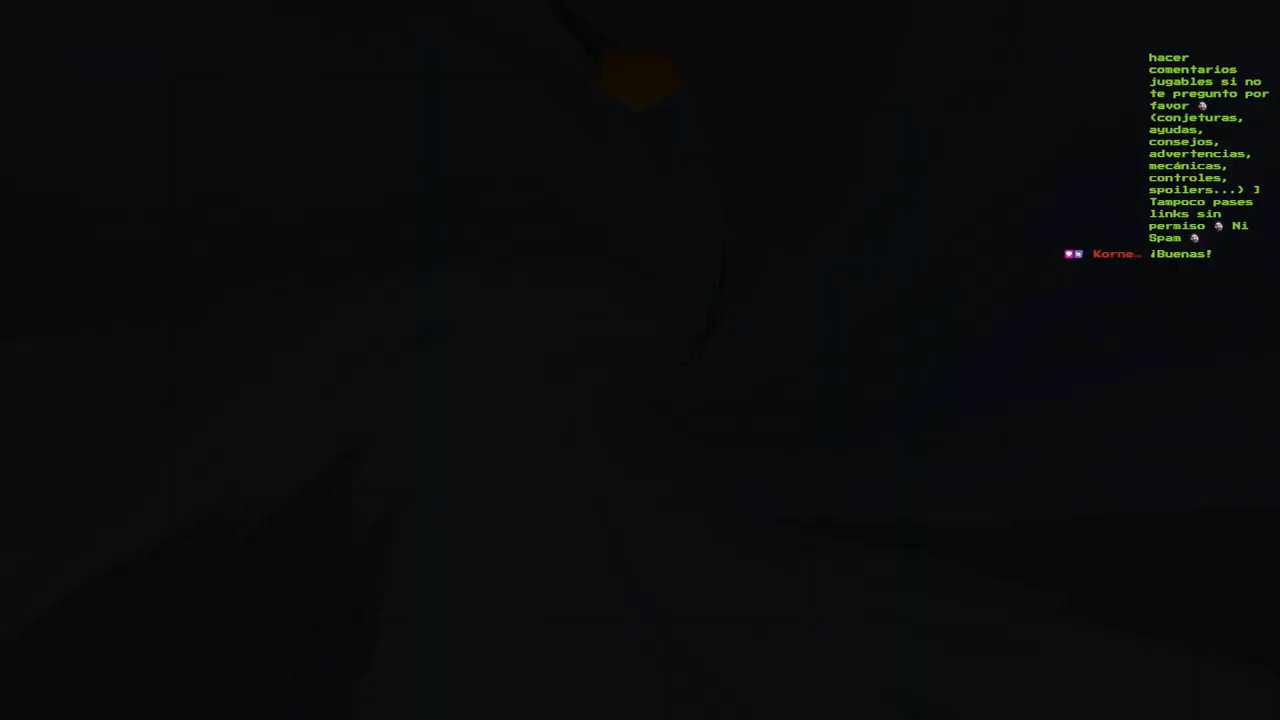 hacer
comentarios
jugables si no
te pregunto por
favor
(conjeturas,
ayudas,
consejos,
advertencias,
mecánicas,
controles,
spoilers...) ]
Tampoco pases
links sin
permiso Ni
Spam
Korne… ¡Buenas!